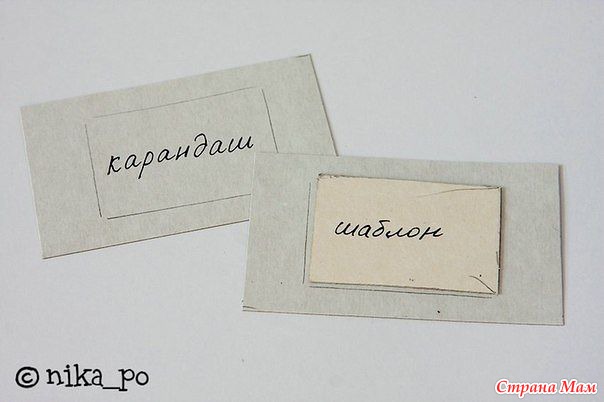 карандаш
шаблон
© nika_po
Страна Мам